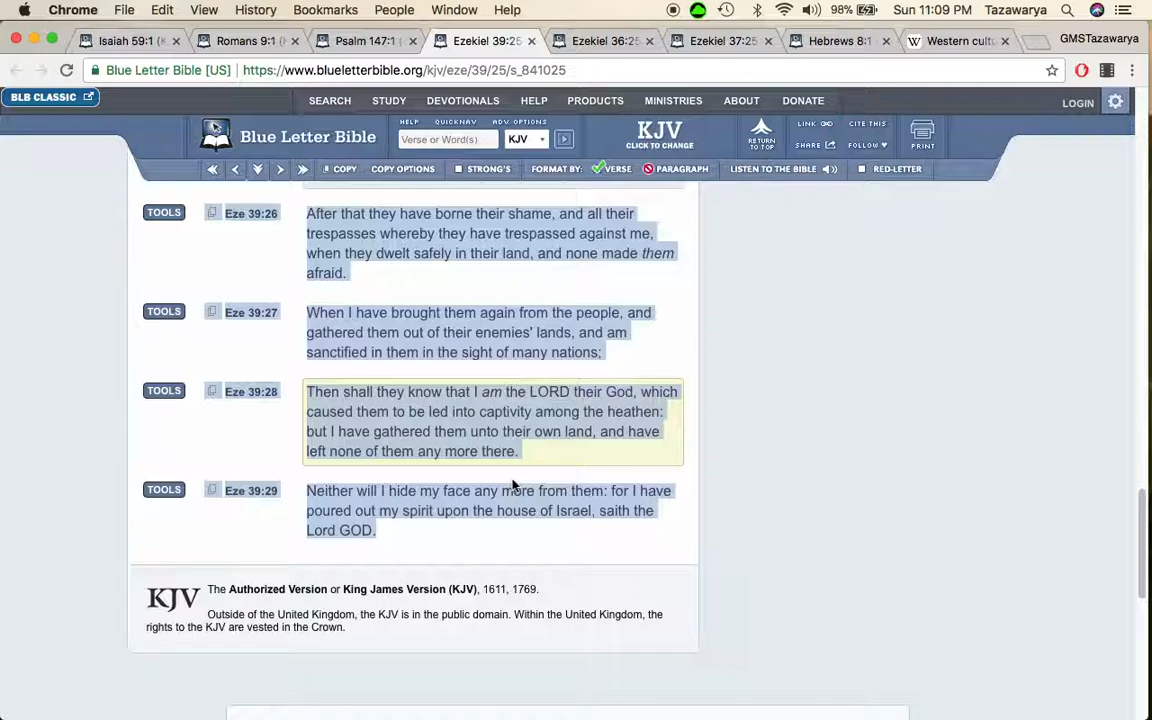 Chrome File Edit View History Bookmarks People Window Help 98% Sun 11:09 PM Tazawarya
Isaiah 59:1 Romans 9:1 Psalm 147:1 Ezekiel 39:25 Ezekiel 36:25 Ezekiel 37:25 Hebrews 8:1 Western cult GMSTazawarya
Blue Letter Bible [US] https://www.blueletterbible.org/kjv/eze/39/25/s_841025
BLB CLASSIC
SEARCH STUDY DEVOTIONALS HELP PRODUCTS MINISTRIES ABOUT DONATE LOGIN
HELP QUICKNAV ADV. OPTIONS
Blue Letter Bible Verse or Word(s) KJV
KJV
CLICK TO CHANGE
RETURN
TO TOP
LINK CITE THIS
SHARE FOLLOW PRINT
COPY COPY OPTIONS STRONG'S FORMAT BY: VERSE PARAGRAPH LISTEN TO THE BIBLE RED-LETTER
TOOLS Eze 39:26 After that they have borne their shame, and all their
trespasses whereby they have trespassed against me,
when they dwelt safely in their land, and none made them
afraid.
TOOLS Eze 39:27 When I have brought them again from the people, and
gathered them out of their enemies' lands, and am
sanctified in them in the sight of many nations;
TOOLS Eze 39:28 Then shall they know that I am the LORD their God, which
caused them to be led into captivity among the heathen:
but I have gathered them unto their own land, and have
left none of them any more there.
TOOLS Eze 39:29 Neither will I hide my face any more from them: for I have
poured out my spirit upon the house of Israel, saith the
Lord GOD.
KJV The Authorized Version or King James Version (KJV), 1611, 1769.
Outside of the United Kingdom, the KJV is in the public domain. Within the United Kingdom, the
rights to the KJV are vested in the Crown.